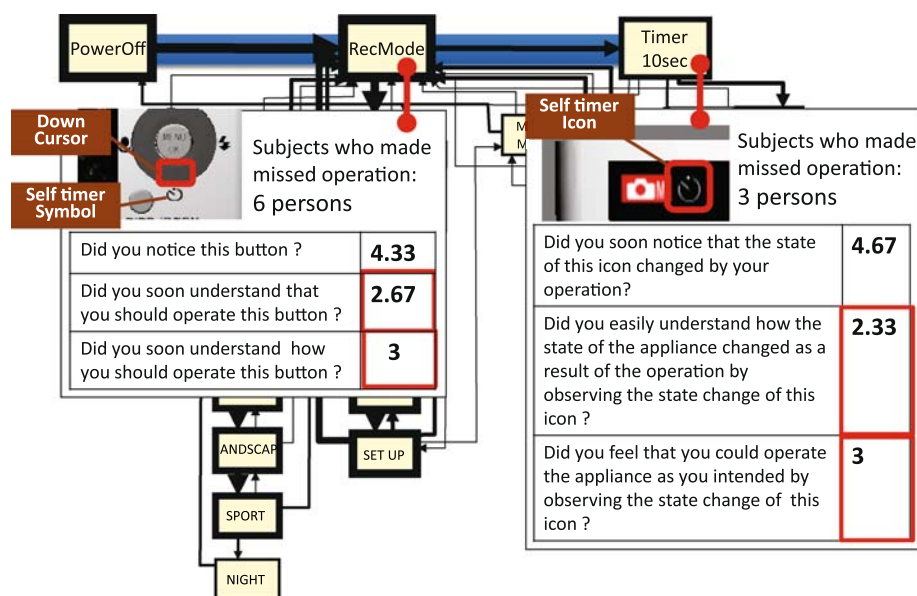 PowerOff
RecMode
Timer
10sec
Down
Cursor
Self timer
Symbol
MENU
OK
Subjects who made
missed operation:
6 persons
Did you notice this button ?
4.33
Did you soon understand that
you should operate this button ?
2.67
Did you soon understand how
you should operate this button ?
3
Self timer
Icon
Subjects who made
missed operation:
3 persons
Did you soon notice that the state
of this icon changed by your
operation?
4.67
Did you easily understand how the
state of the appliance changed as a
result of the operation by
observing the state change of this
icon ?
2.33
Did you feel that you could operate
the appliance as you intended by
observing the state change of this
icon ?
3
ANDSCAP
SET UP
SPORT
NIGHT